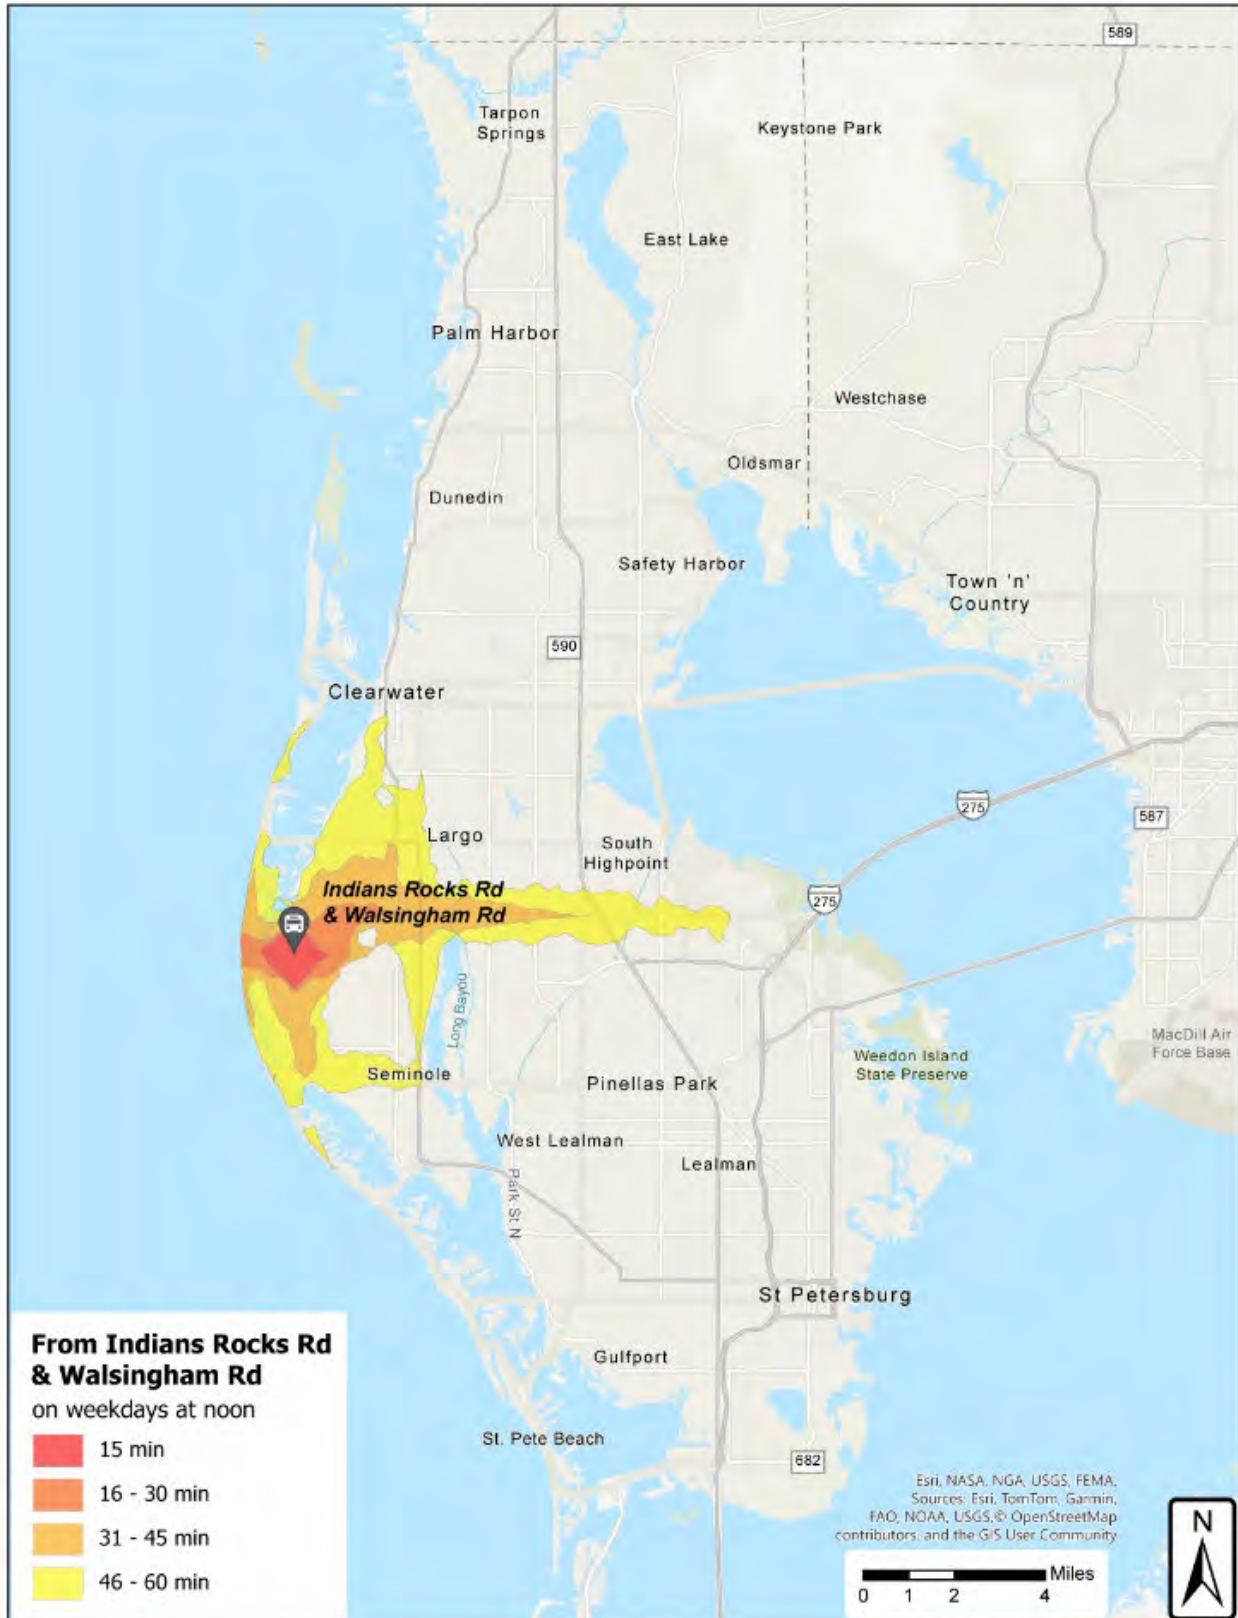 589
Tarpon
Springs
Keystone Park
East Lake
Palm Harbor
Westchase
Oldsmar
Dunedin
Safety Harbor
Town 'n'
Country
590
Clearwater
275
587
Largo
South
Highpoint
Indians Rocks Rd
& Walsingham Rd
275
Long Bayou
MacDill Air
Force Base
Weedon Island
State Preserve
Seminole
Pinellas Park
West Lealman
Lealman
Park St N
St Petersburg
Gulfport
St. Pete Beach
682
From Indians Rocks Rd
& Walsingham Rd
on weekdays at noon
15 min
16 - 30 min
31 - 45 min
46 - 60 min
Esri, NASA, NGA, USGS, FEMA,
Sources: Esri, TomTom, Garmin,
FAO, NOAA, USGS,© OpenStreetMap
contributors, and the GIS User Community
Miles
0 1 2 4
N